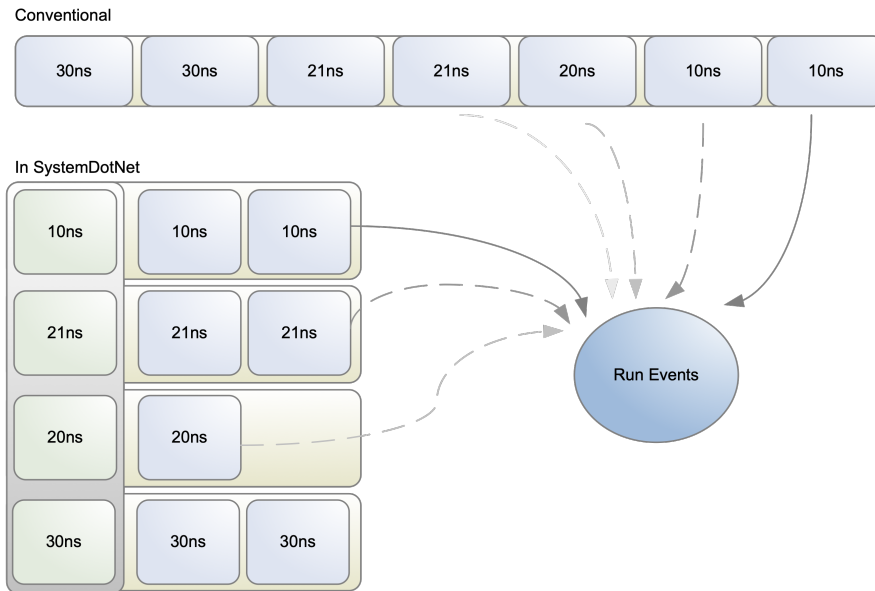 Conventional
30ns 30ns 21ns 21ns 20ns 10ns 10ns
In SystemDotNet
10ns 10ns 10ns
21ns 21ns 21ns
Run Events
20ns 20ns
30ns 30ns 30ns